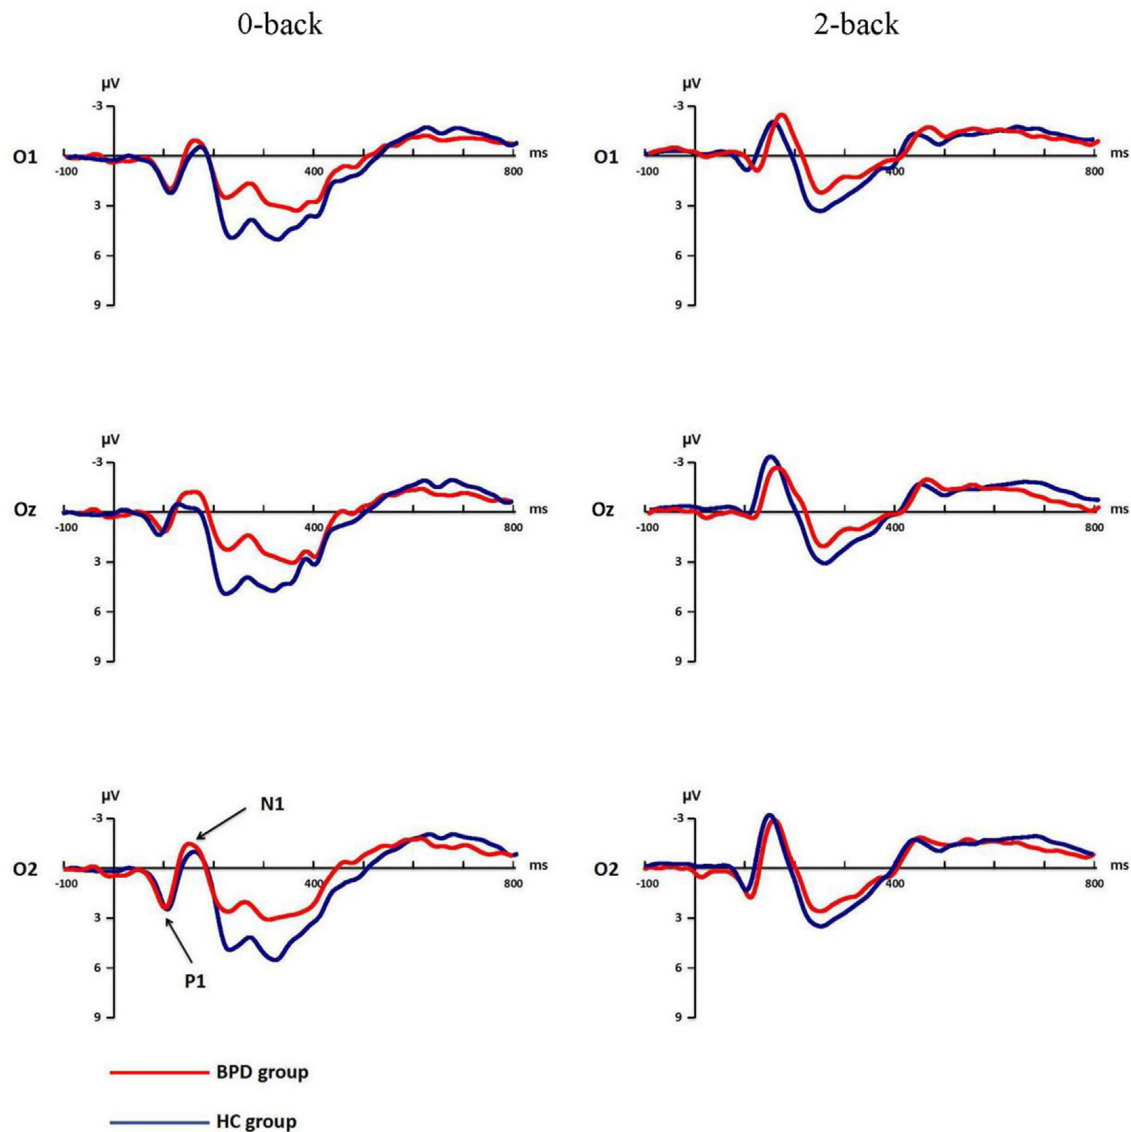 0-back 2-back
µV µV
-3 -3
O1 ms O1 ms
-100 400 800 -100 400 800
3 3
6 6
9 9
µV µV
-3 -3
Oz ms Oz ms
-100 400 800 -100 400 800
3 3
6 6
9 9
µV µV
-3 N1 -3
O2 ms O2 ms
-100 400 800 -100 400 800
3 3
6 P1 6
9 9
BPD group
HC group